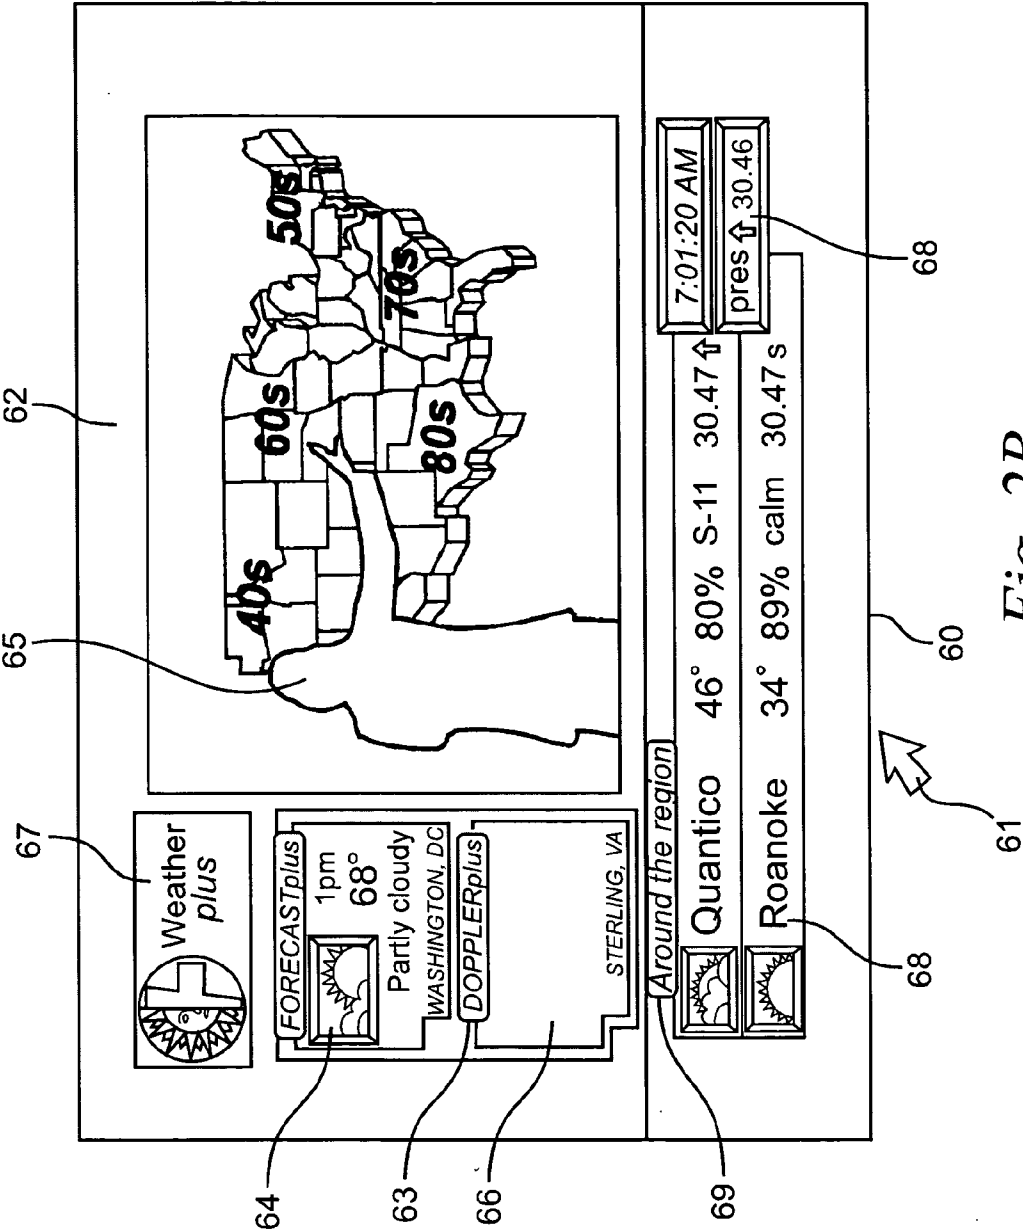 67
65
62
Weather
plus
FORECASTplus
1pm
68°
Partly cloudy
WASHINGTON, DC
DOPPLERplus
STERLING, VA
40s
60s
50s
70s
80s
64
63
66
69
Around the region
7:01:20 AM
Quantico 46° 80% S-11 30.47
pres 30.46
Roanoke 34° 89% calm 30.47 s
68
68
60
61